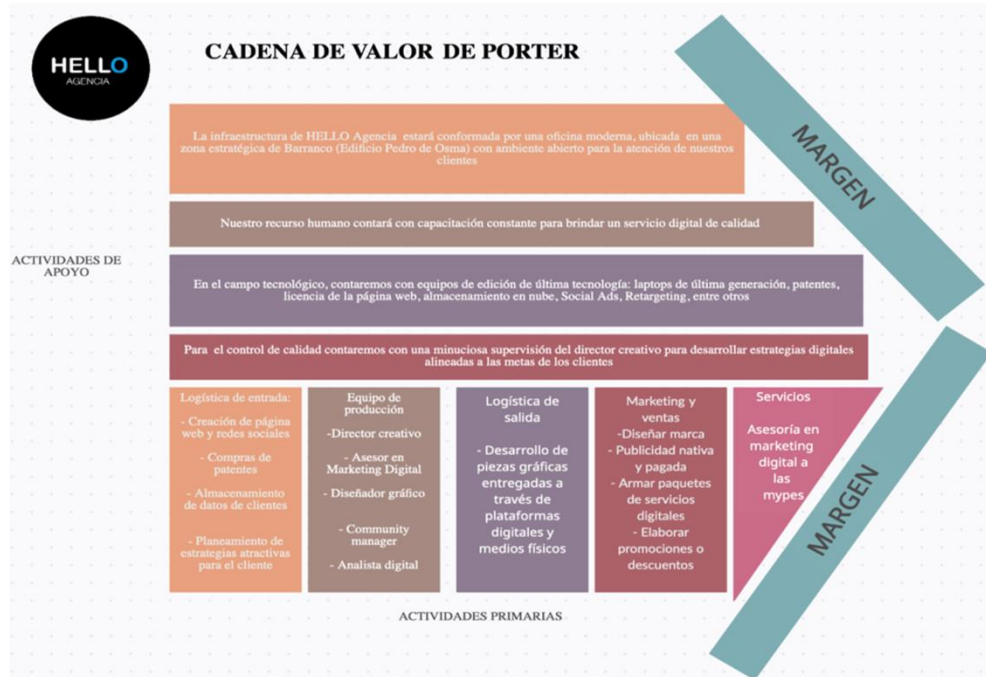 HELLO
AGENCIA
CADENA DE VALOR DE PORTER
La infraestructura de HELLO Agencia estará conformada por una oficina moderna, ubicada en una
zona estratégica de Barranco (Edificio Pedro de Osma) con ambiente abierto para la atención de nuestros
clientes
MARGEN
Nuestro recurso humano contará con capacitación constante para brindar un servicio digital de calidad
ACTIVIDADES DE
APOYO
En el campo tecnológico, contaremos con equipos de edición de última tecnología: laptops de última generación, patentes,
licencia de la página web, almacenamiento en nube, Social Ads, Retargeting, entre otros
Para el control de calidad contaremos con una minuciosa supervisión del director creativo para desarrollar estrategias digitales
alineadas a las metas de los clientes
Logística de entrada:
- Creación de página
web y redes sociales
- Compras de
patentes
- Almacenamiento
de datos de clientes
- Planeamiento de
estrategias atractivas
para el cliente
Equipo de
producción
-Director creativo
- Asesor en
Marketing Digital
- Diseñador gráfico
- Community
manager
- Analista digital
Logística de
salida
- Desarrollo de
piezas gráficas
entregadas a
través de
plataformas
digitales y
medios físicos
Marketing y
ventas
-Diseñar marca
- Publicidad nativa
y pagada
- Armar paquetes
de servicios
digitales
- Elaborar
promociones o
descuentos
Servicios
Asesoría en
marketing
digital a
las
mypes
MARGEN
ACTIVIDADES PRIMARIAS